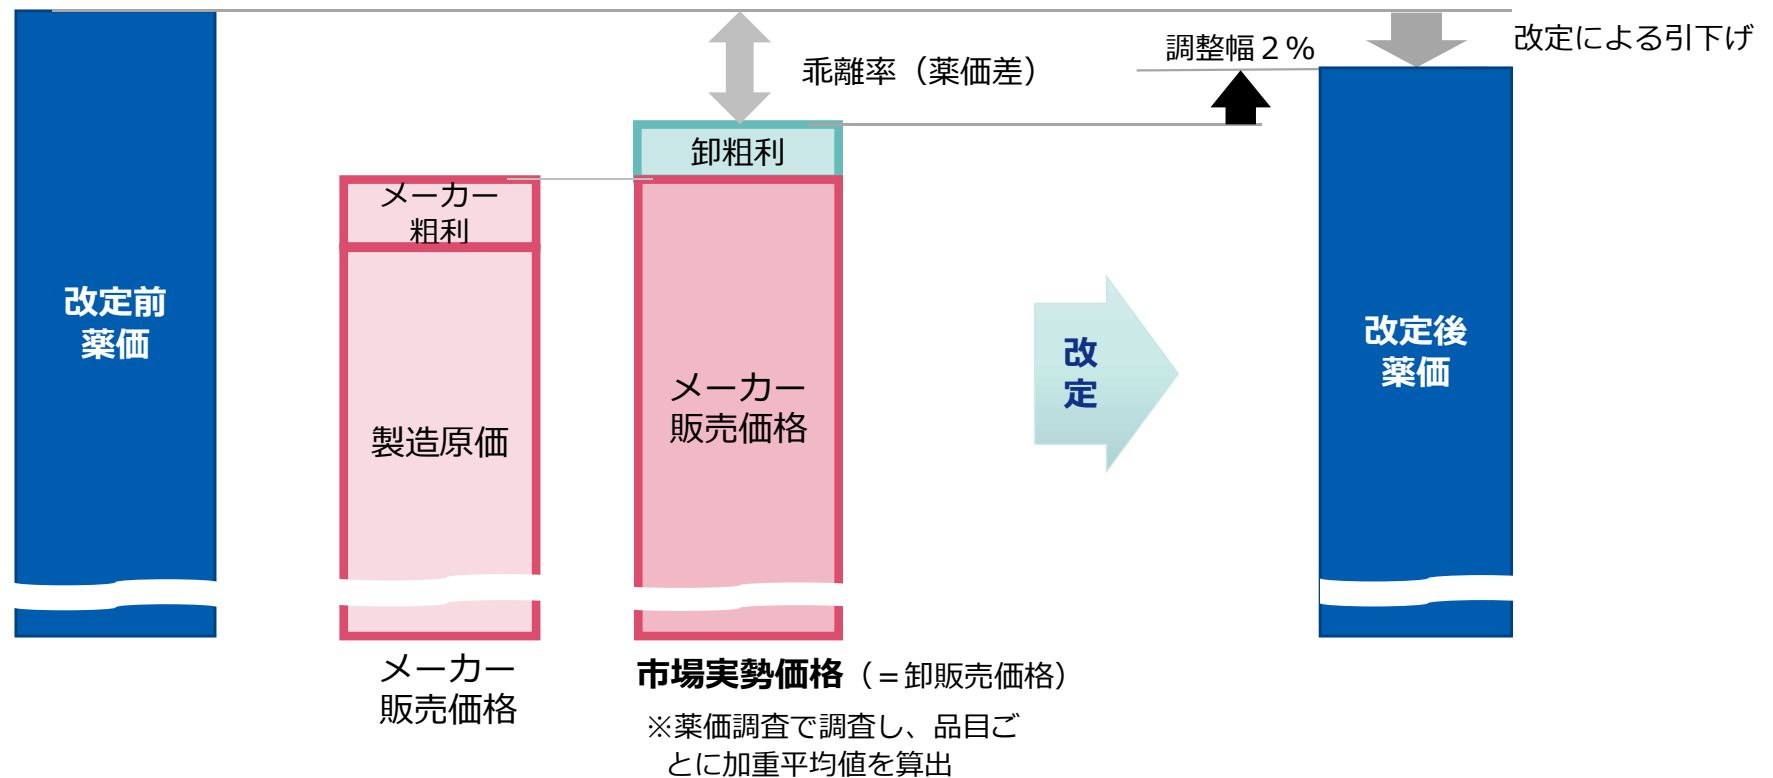 改定による引下げ
調整幅２%
乖離率（薬価差）
卸粗利
メーカー
粗利
改定前
薬価
製造原価
メーカー
販売価格
改
定
改定後
薬価
メーカー
販売価格
市場実勢価格（=卸販売価格）
※薬価調査で調査し、品目ご
とに加重平均値を算出